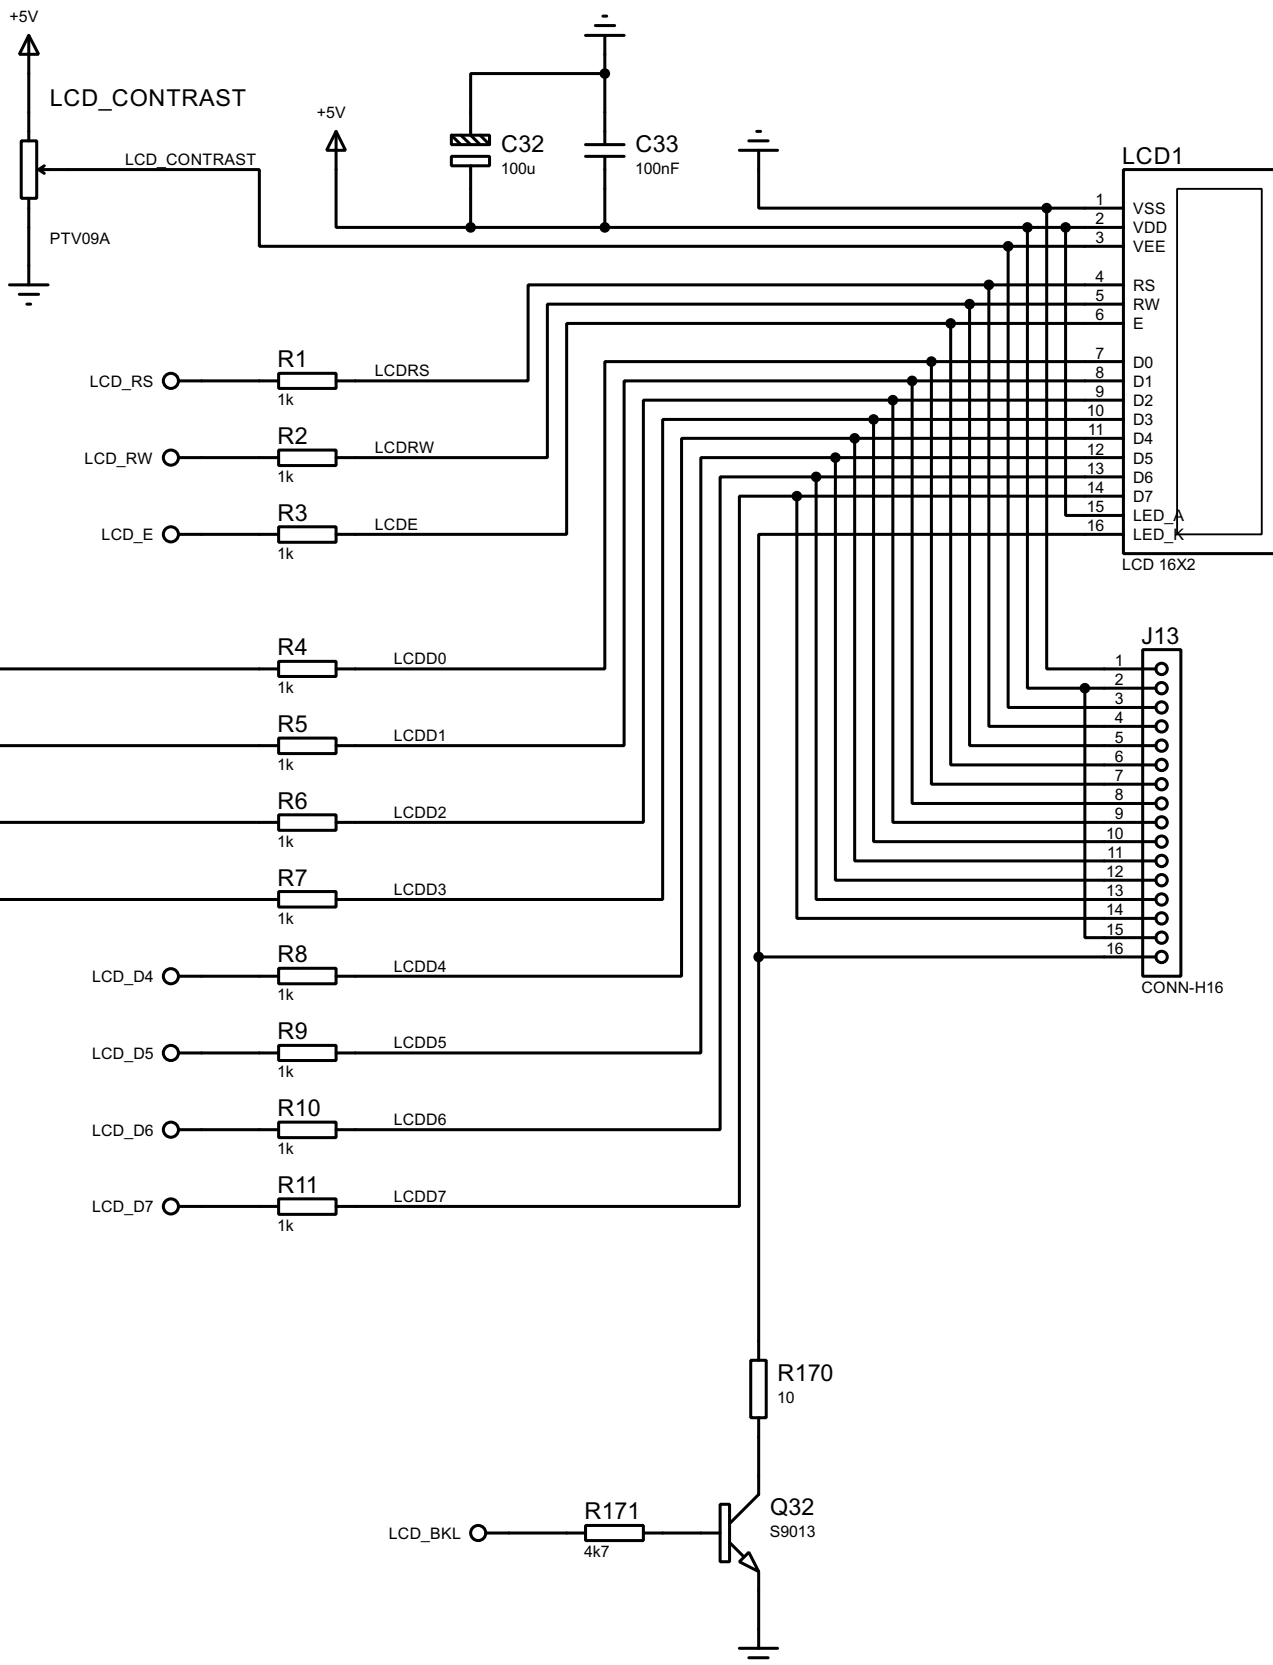 +5V
LCD_CONTRAST
LCD_CONTRAST
PTV09A
+5V
C32
100u
C33
100nF
LCD1
1 VSS
2 VDD
3 VEE
4 RS
5 RW
6 E
7 D0
8 D1
9 D2
10 D3
11 D4
12 D5
13 D6
14 D7
15 LED_A
16 LED_K
LCD 16X2
LCD_RS
R1
1k
LCDRS
LCD_RW
R2
1k
LCDRW
LCD_E
R3
1k
LCDE
R4
1k
LCDD0
R5
1k
LCDD1
R6
1k
LCDD2
R7
1k
LCDD3
LCD_D4
R8
1k
LCDD4
LCD_D5
R9
1k
LCDD5
LCD_D6
R10
1k
LCDD6
LCD_D7
R11
1k
LCDD7
J13
1
2
3
4
5
6
7
8
9
10
11
12
13
14
15
16
CONN-H16
R170
10
LCD_BKL
R171
4k7
Q32
S9013